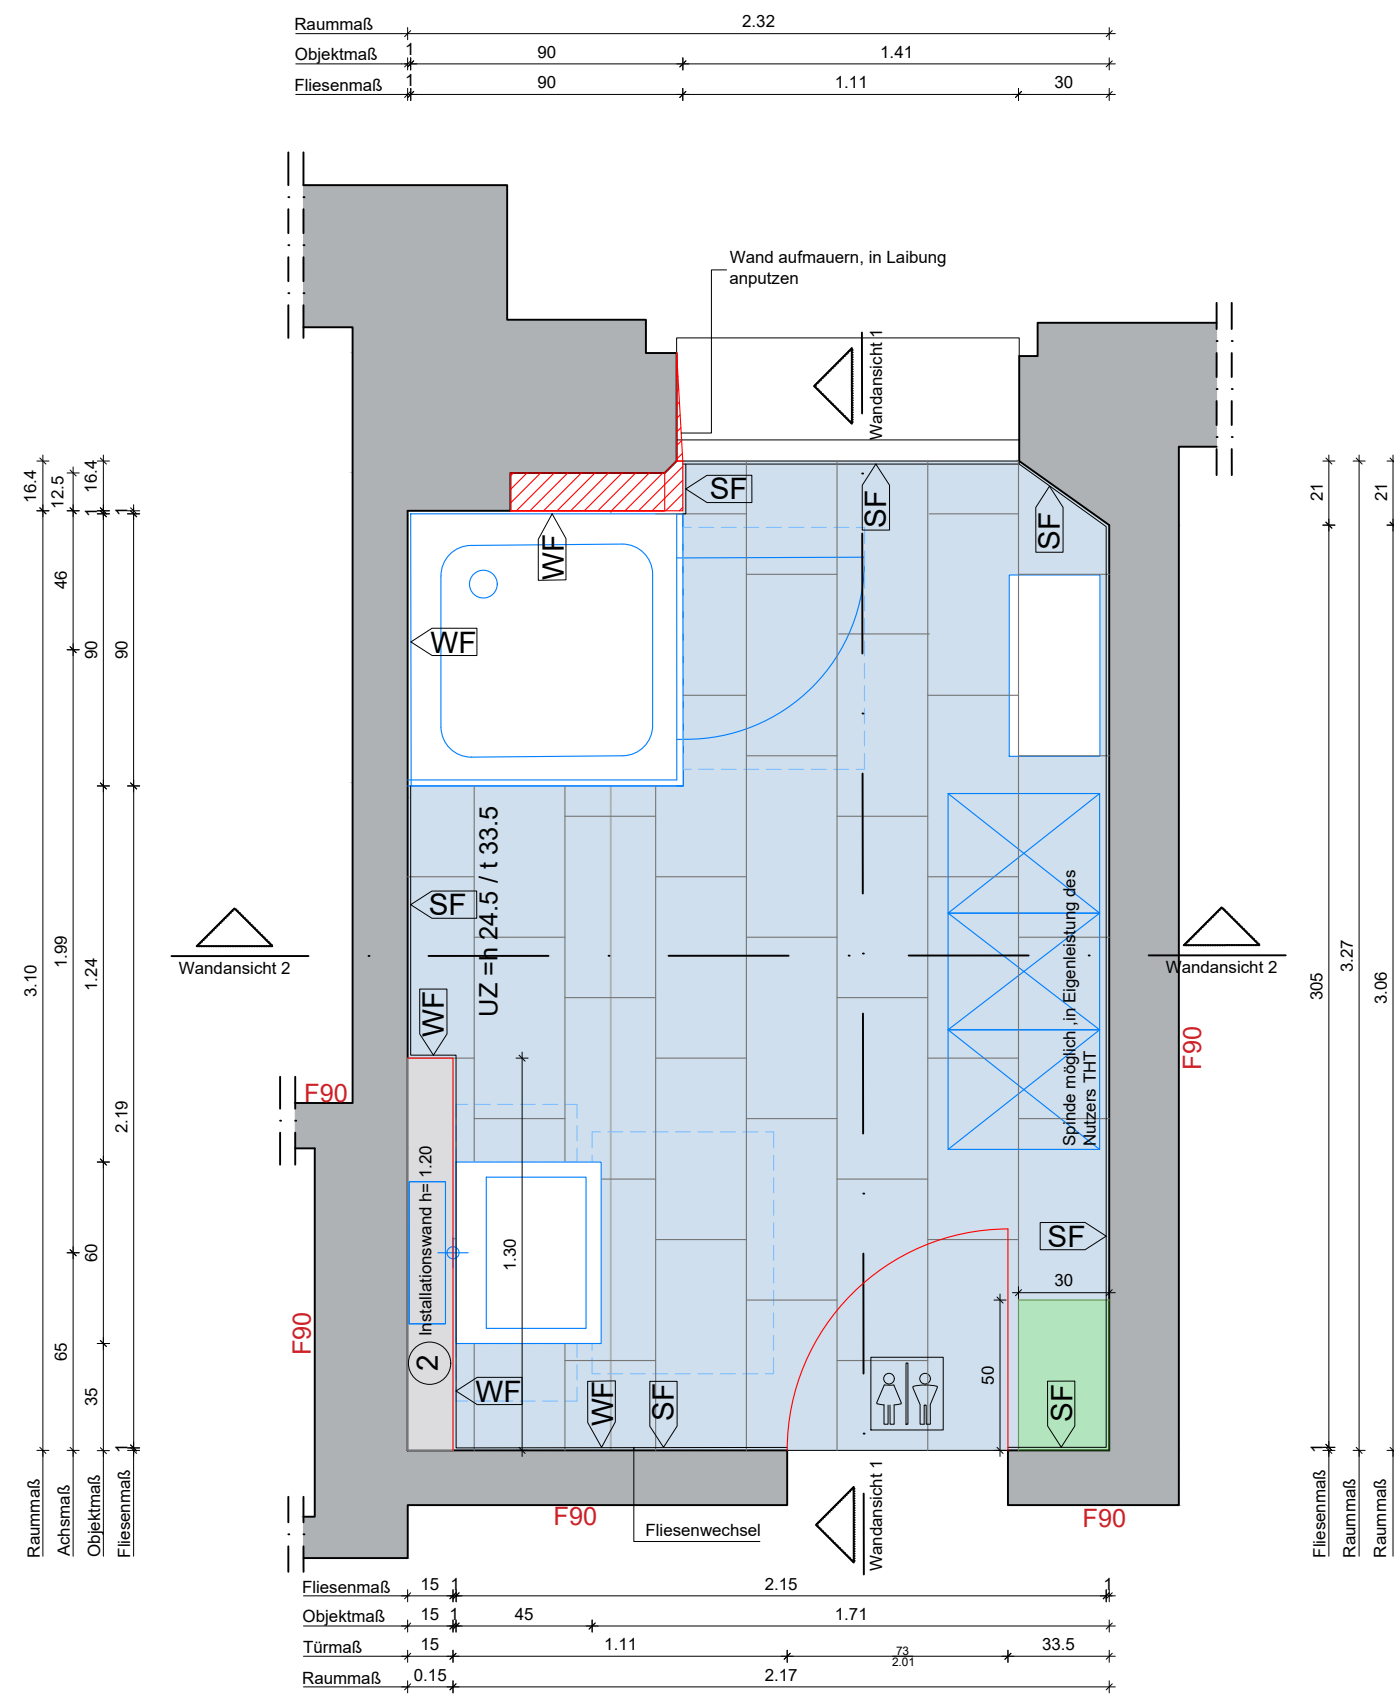 Raummaß 2.32
Objektmaß 1 90 1.41
Fliesenmaß 1 90 1.11 30
Wand aufmauern, in Laibung
anputzen
Wandansicht 1
SF
SF
SF
WF
WF
16.4
12.5
16.4
1
1
46
90
90
21
21
UZ =h 24.5 / t 33.5
SF
WF
Wandansicht 2
Wandansicht 2
3.10
1.99
1.24
2.19
305
3.27
3.06
Spinde möglich ,in Eigenleistung des
Nutzers THT
F90
F90
F90
Installationswand h= 1.20
2
1.30
60
65
35
1
SF
30
50
WF
WF
SF
SF
1
Raummaß
Achsmaß
Objektmaß
Fliesenmaß
Fliesenmaß
Raummaß
Raummaß
F90
F90
Fliesenwechsel
Wandansicht 1
Fliesenmaß 15 1 2.15 1
Objektmaß 15 1 45 1.71
Türmaß 15 1.11 73 33.5
2.01
Raummaß 0.15 2.17